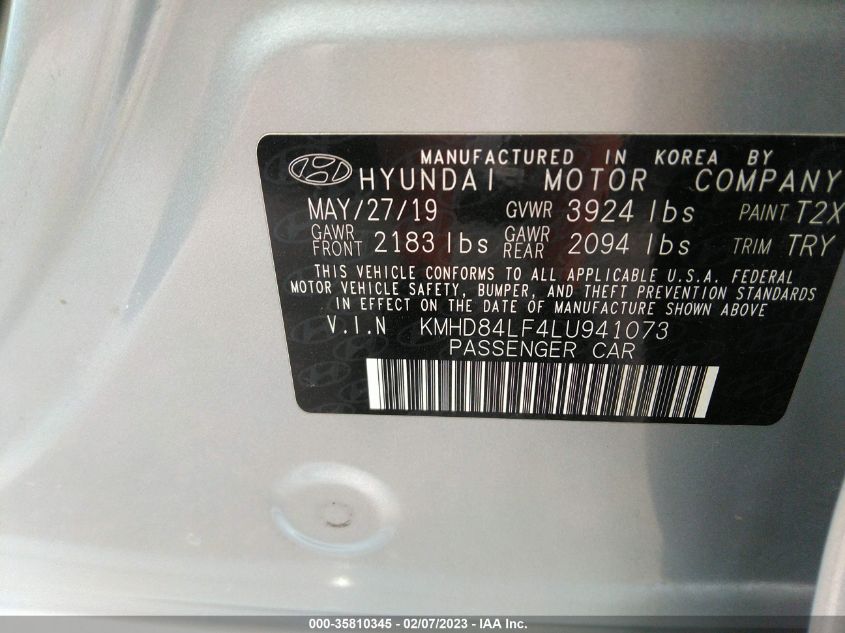 MANUFACTURED IN KOREA BY
HYUNDAI MOTOR COMPANY
MAY/27/19 GVWR 3924 lbs PAINT T2X
GAWR FRONT 2183 lbs GAWR REAR 2094 lbs TRIM TRY
THIS VEHICLE CONFORMS TO ALL APPLICABLE U.S.A. FEDERAL
MOTOR VEHICLE SAFETY, BUMPER, AND THEFT PREVENTION STANDARDS
IN EFFECT ON THE DATE OF MANUFACTURE SHOWN ABOVE
V.I.N KMHD84LF4LU941073
PASSENGER CAR
000-35810345 - 02/07/2023 - IAA Inc.